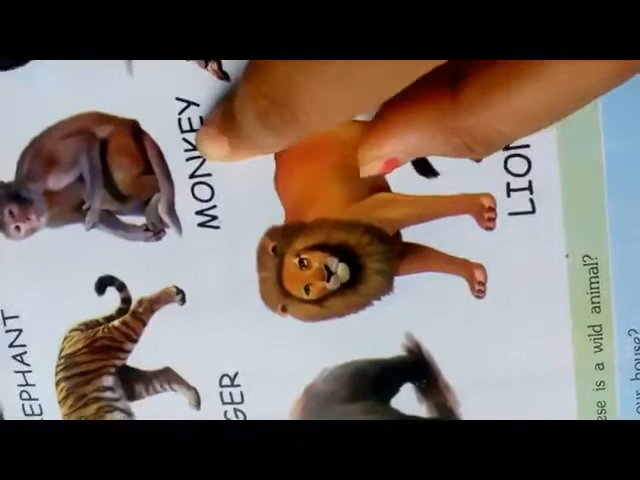 MONKEY
LION
EPHANT
GER
ese is a wild animal?
our house?